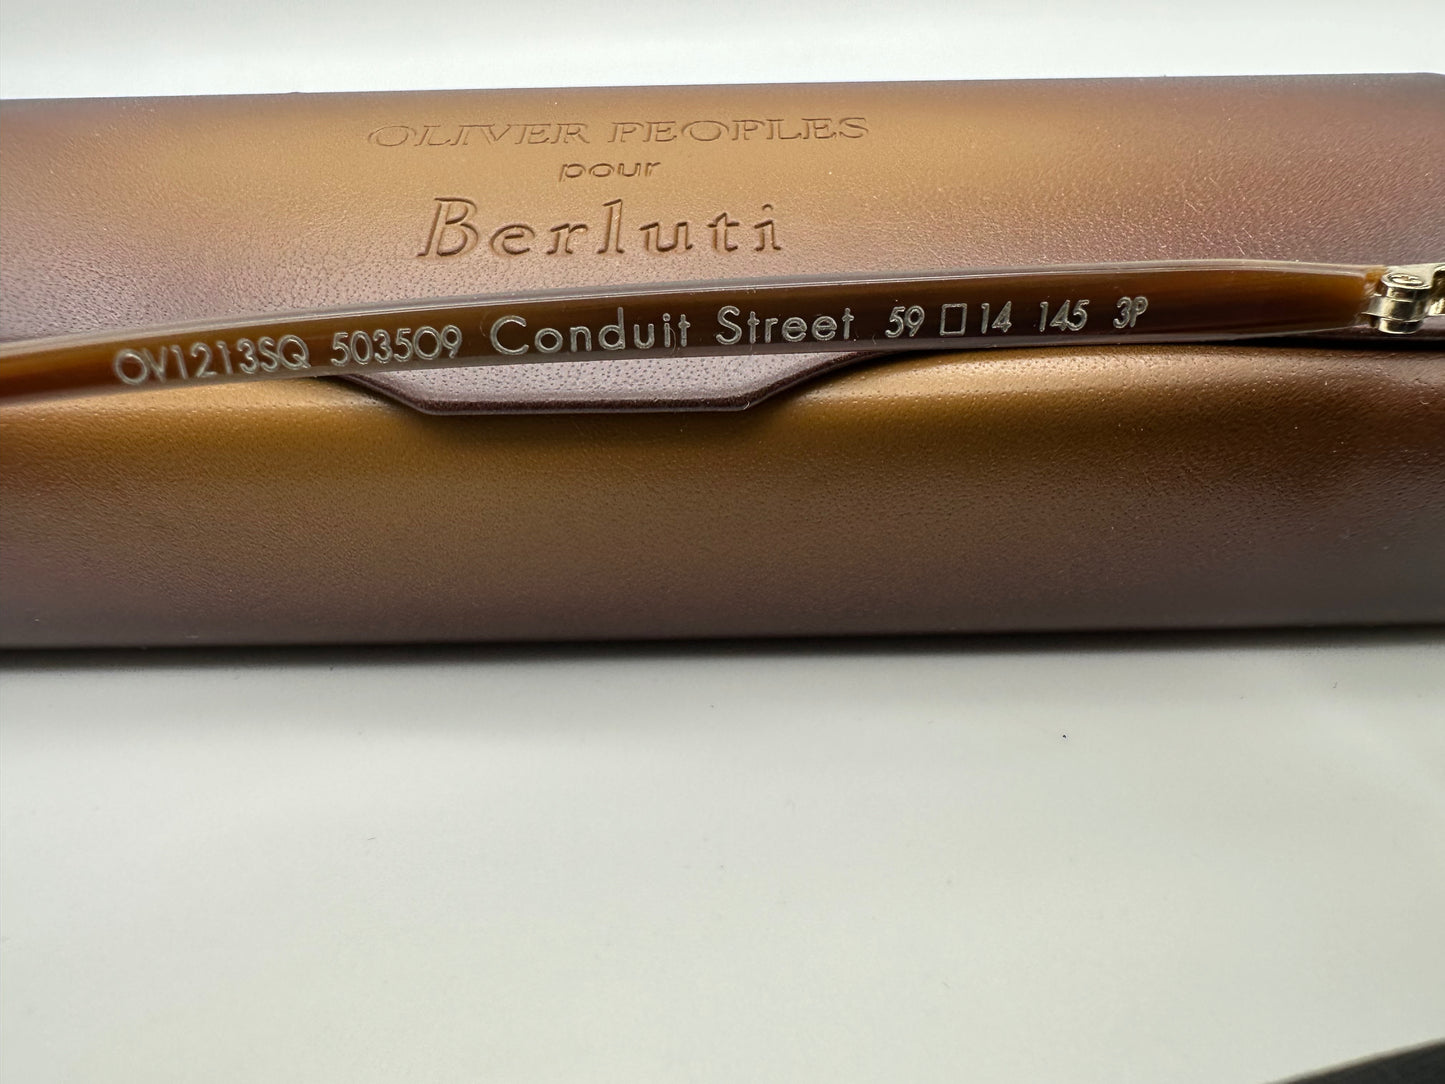 OLIVER PEOPLES
pour
Berluti
OV1213SQ 503509 Conduit Street 59 □ 14 145 3P